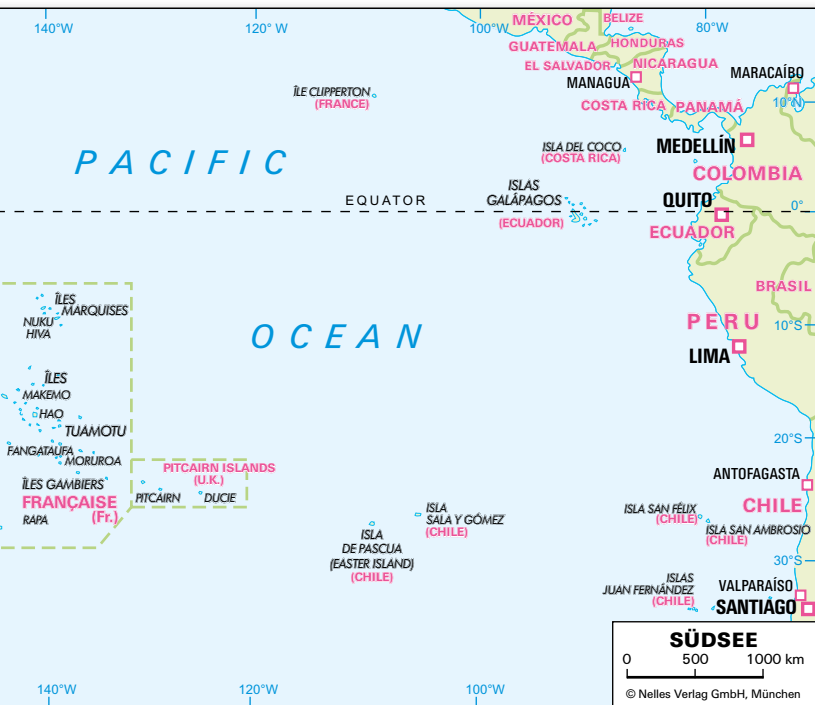 140° W
120° W
100°W
80°W
MÉXICO
BELIZE
GUATEMALA
HONDURAS
EL SALVADOR
NICARAGUA
MANAGUA
MARACAÍBO
ÎLE CLIPPERTON
(FRANCE)
COSTA RICA
PANAMÁ
10°N
ISLA DEL COCO
(COSTA RICA)
MEDELLÍN
PACIFIC
COLOMBIA
ISLAS
GALÁPAGOS
(ECUADOR)
EQUATOR
QUITO
0°
ECUADOR
BRASIL
ÎLES
MARQUISES
NUKU
HIVA
OCEAN
PERU
10°S
LIMA
ÎLES
MAKEMO
HAO
TUAMOTU
FANGATAUFA
MORUROA
20°S
PITCAIRN ISLANDS
(U.K.)
ANTOFAGASTA
ÎLES GAMBIERS
PITCAIRN
DUCIE
FRANÇAISE
(Fr.)
RAPA
CHILE
ISLA
SALA Y GÓMEZ
(CHILE)
ISLA SAN FÉLIX
(CHILE)
ISLA SAN AMBROSIO
(CHILE)
ISLA
DE PASCUA
(EASTER ISLAND)
(CHILE)
30°S
ISLAS
JUAN FERNÁNDEZ
(CHILE)
VALPARAÍSO
SANTIAGO
SÜDSEE
0 500 1000 km
© Nelles Verlag GmbH, München
140°W
120°W
100°W